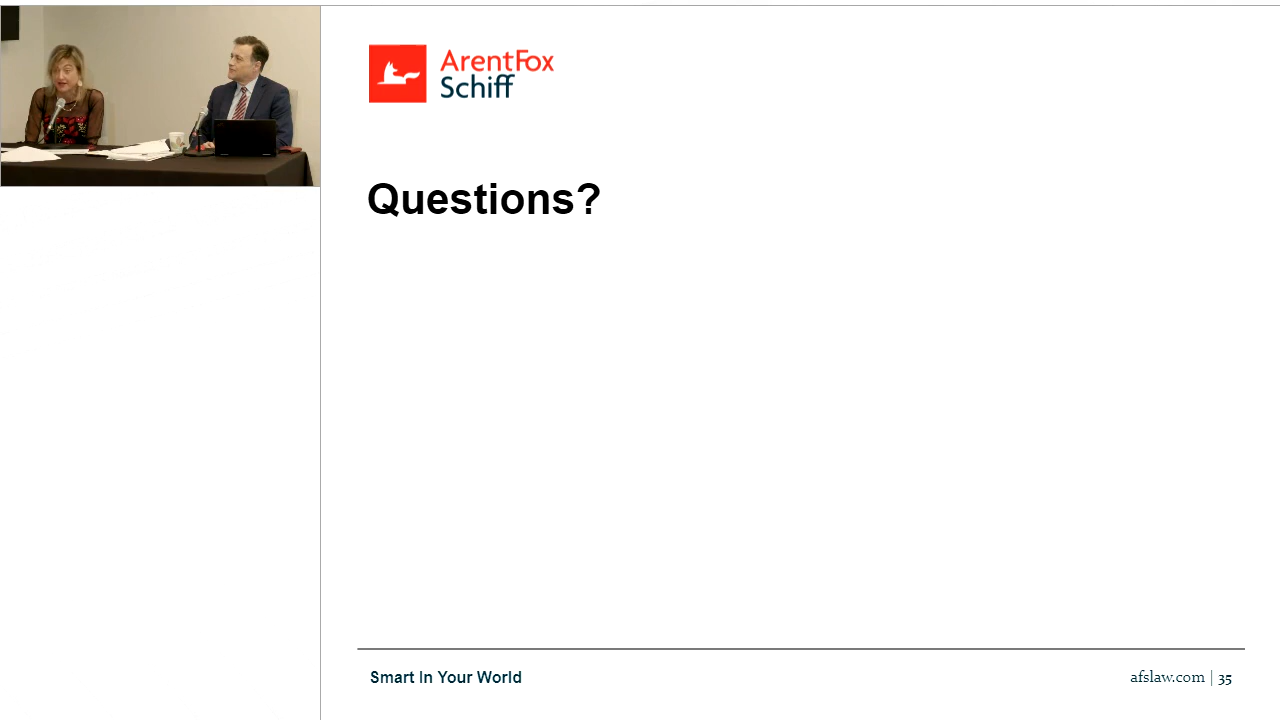 ArentFox
Schiff
Questions?
Smart In Your World
afslaw.com | 35